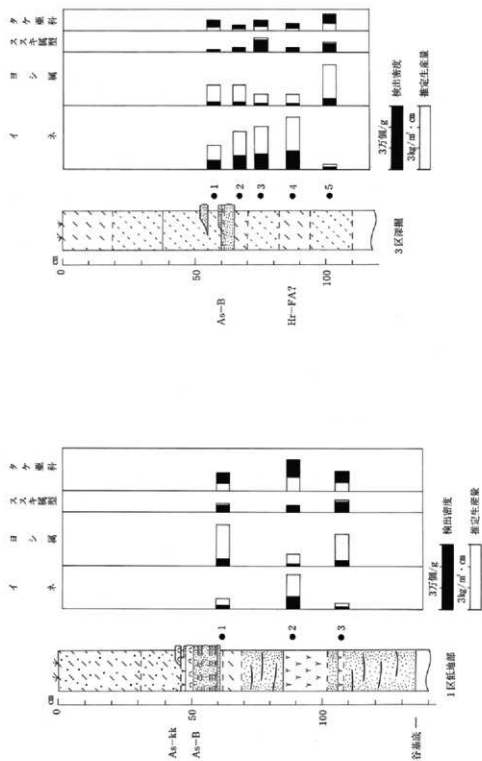 タケ亜科
ススキ属型
ヨシ属
イネ
1
2
3
4
5
cm
0
50
100
As-B
Hr-FA?
3区深掘
3万個/g
検出密度
3kg/㎡・cm
推定生産量
タケ亜科
ススキ属型
ヨシ属
イネ
1
2
3
cm
0
50
100
As-kk
As-B
谷基底
1区低地部
3万個/g
検出密度
3kg/㎡・cm
推定生産量